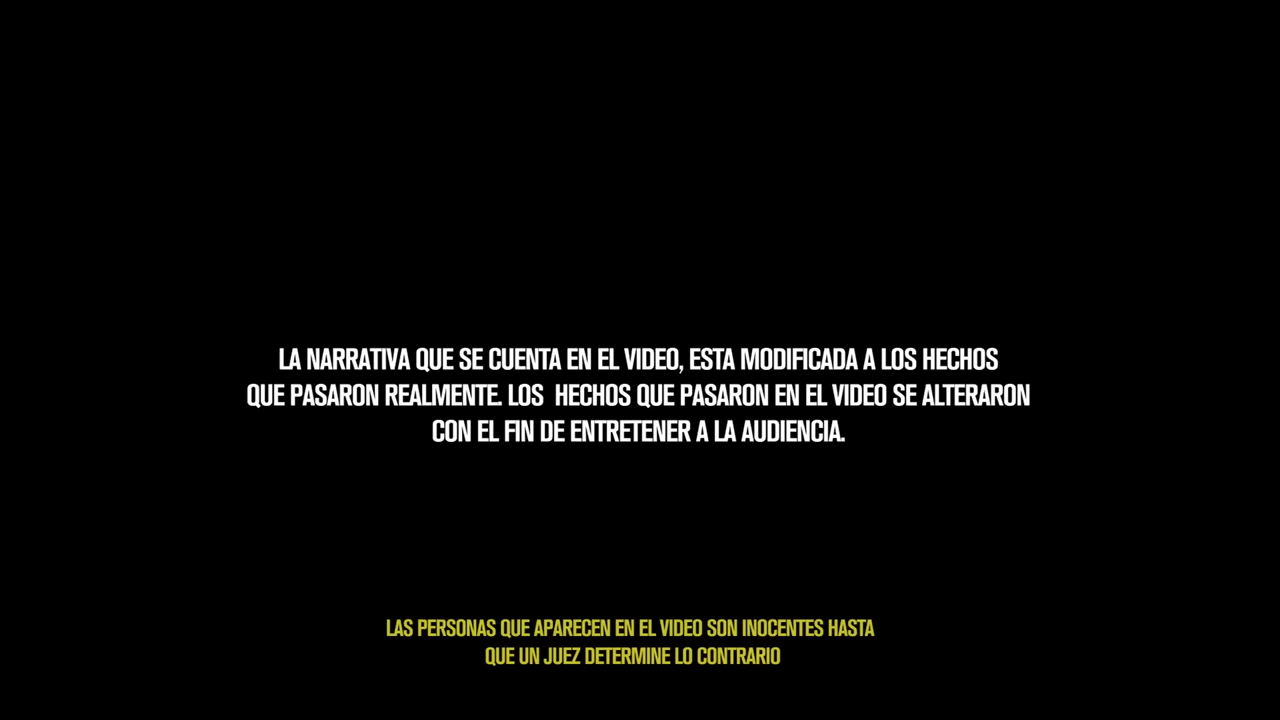 LA NARRATIVA QUE SE CUENTA EN EL VIDEO, ESTA MODIFICADA A LOS HECHOS
QUE PASARON REALMENTE. LOS HECHOS QUE PASARON EN EL VIDEO SE ALTERARON
CON EL FIN DE ENTRETENER A LA AUDIENCIA.
LAS PERSONAS QUE APARECEN EN EL VIDEO SON INOCENTES HASTA
QUE UN JUEZ DETERMINE LO CONTRARIO